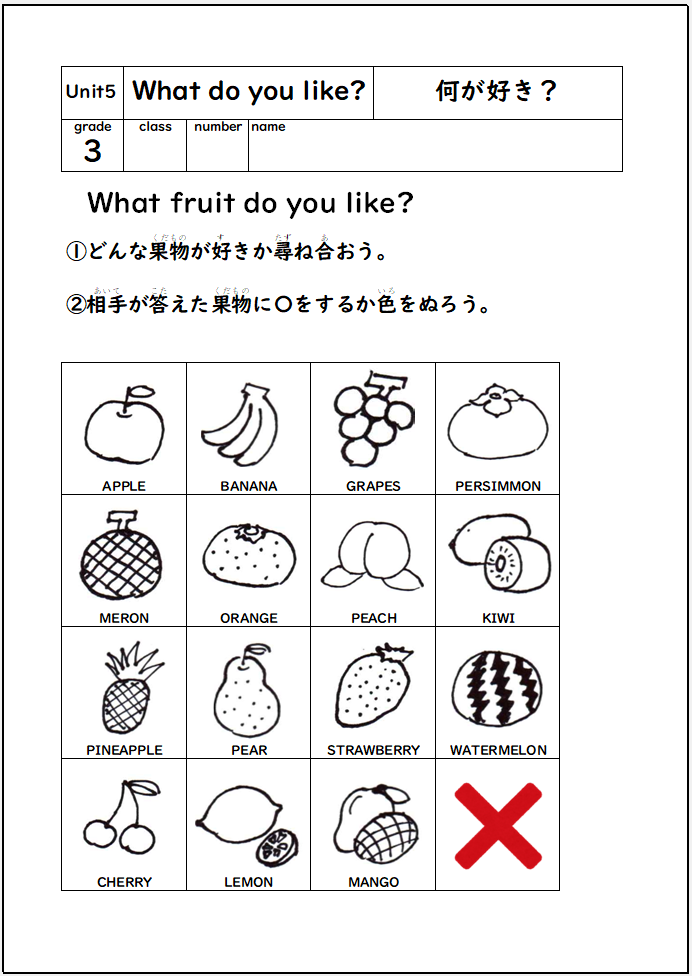 Unit5 What do you like? 何が好き？
grade class number name
3
What fruit do you like?
①どんな果物が好きか尋ね合おう。
②相手が答えた果物に〇をするか色をぬろう。
APPLE BANANA GRAPES PERSIMMON
MERON ORANGE PEACH KIWI
PINEAPPLE PEAR STRAWBERRY WATERMELON
CHERRY LEMON MANGO